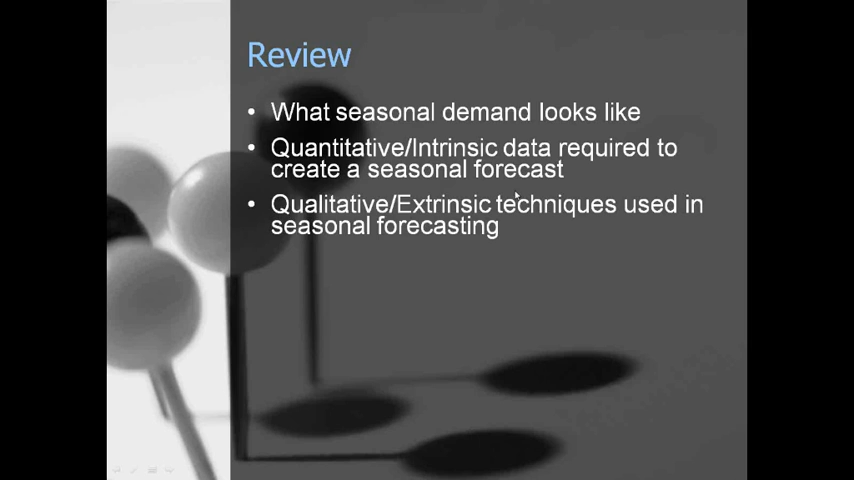 Review
• What seasonal demand looks like
• Quantitative/Intrinsic data required to
create a seasonal forecast
• Qualitative/Extrinsic techniques used in
seasonal forecasting